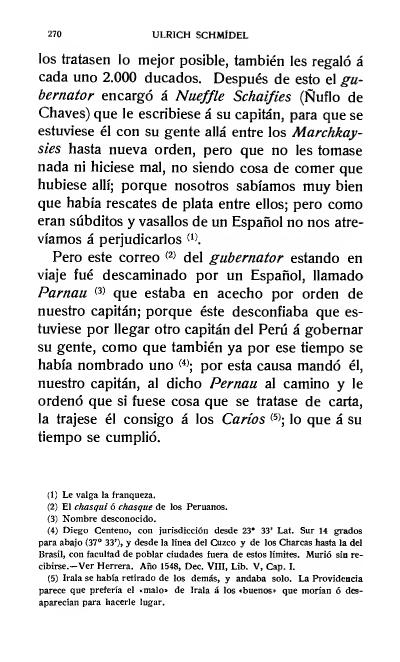 270 ULRICH SCHMÍDEL
los tratasen lo mejor posible, también les regaló á
cada uno 2.000 ducados. Después de esto el gu-
bernator encargó á Nueffle Schaifies (Ñuflo de
Chaves) que le escribiese á su capitán, para que se
estuviese él con su gente allá entre los Marchkay-
sies hasta nueva orden, pero que no les tomase
nada ni hiciese mal, no siendo cosa de comer que
hubiese allí; porque nosotros sabíamos muy bien
que había rescates de plata entre ellos; pero como
eran súbditos y vasallos de un Español no nos atre-
víamos á perjudicarlos (1).
Pero este correo (2) del gubernator estando en
viaje fué descaminado por un Español, llamado
Parnau (3) que estaba en acecho por orden de
nuestro capitán; porque éste desconfiaba que es-
tuviese por llegar otro capitán del Perú á gobernar
su gente, como que también ya por ese tiempo se
había nombrado uno (4); por esta causa mandó él,
nuestro capitán, al dicho Pernau al camino y le
ordenó que si fuese cosa que se tratase de carta,
la trajese él consigo á los Caríos (5); lo que á su
tiempo se cumplió.
(1) Le valga la franqueza.
(2) El chasqui ó chasque de los Peruanos.
(3) Nombre desconocido.
(4) Diego Centeno, con jurisdicción desde 23° 33' Lat. Sur 14 grados
para abajo (37° 33'), y desde la línea del Cuzco y de los Charcas hasta la del
Brasil, con facultad de poblar ciudades fuera de estos límites. Murió sin re-
cibirse.—Ver Herrera. Año 1548, Dec. VIII, Lib. V, Cap. I.
(5) Irala se había retirado de los demás, y andaba solo. La Providencia
parece que prefería el «malo» de Irala á los «buenos» que morían ó des-
aparecían para hacerle lugar.